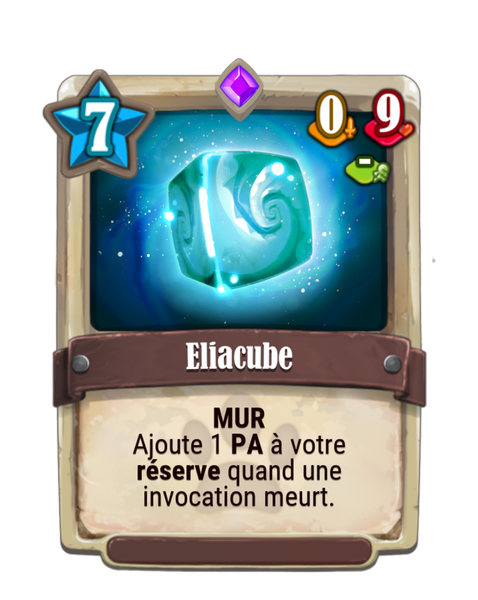 7
0 9
-
Eliacube
MUR
Ajoute 1 PA à votre
réserve quand une
invocation meurt.